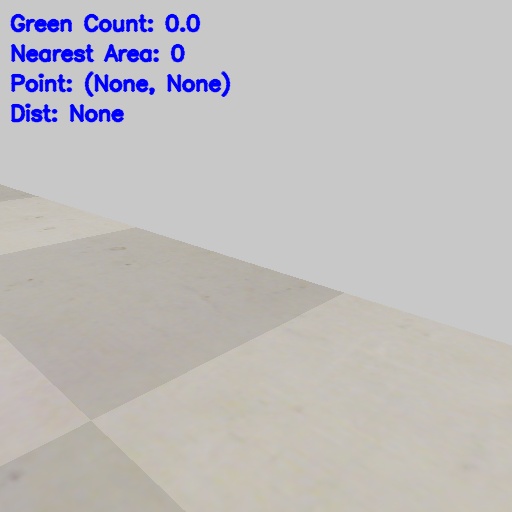 Green Count: 0.0
Nearest Area: 0
Point: (None, None)
Dist: None